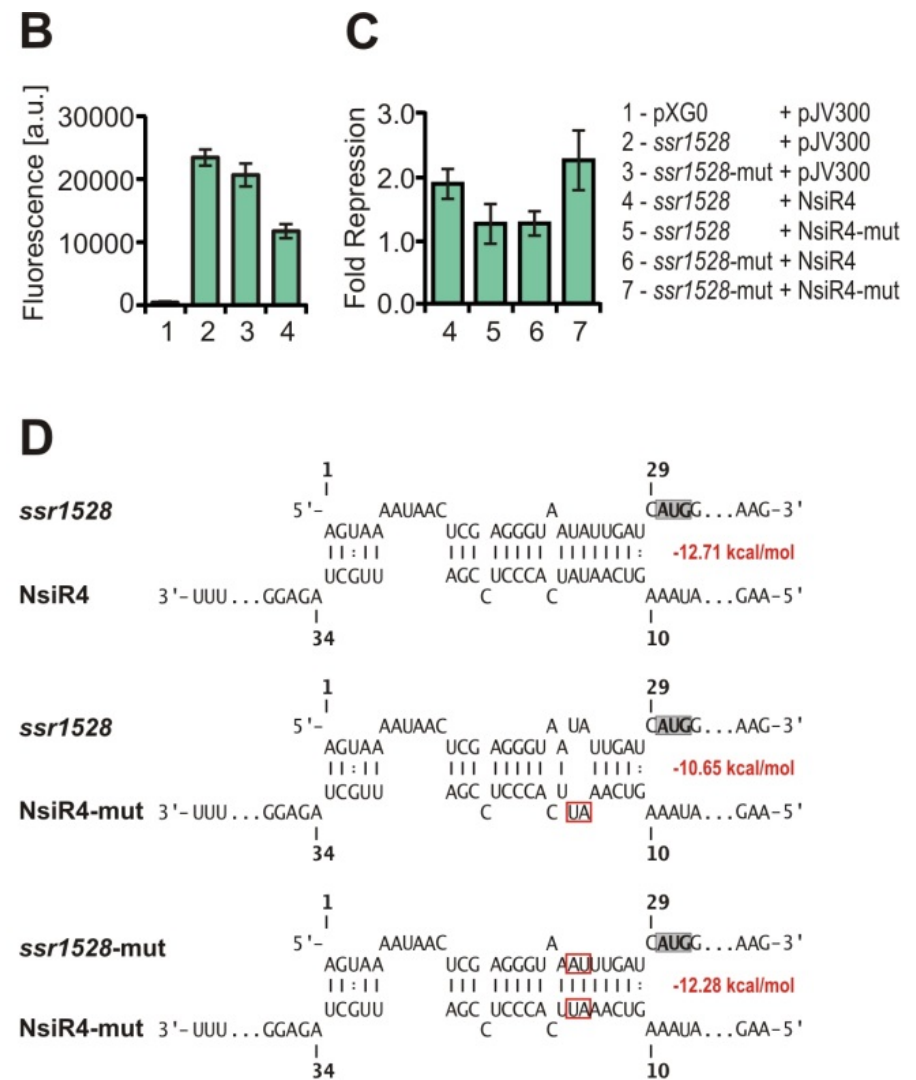 B
C
Fluorescence [a.u.]
30000
20000
10000
0
1 2 3 4
Fold Repression
3.0
2.0
1.0
0.0
4 5 6 7
1 - pXG0 + pJV300
2 - ssr1528 + pJV300
3 - ssr1528-mut + pJV300
4 - ssr1528 + NsiR4
5 - ssr1528 + NsiR4-mut
6 - ssr1528-mut + NsiR4
7 - ssr1528-mut + NsiR4-mut
D
1 29
ssr1528 5'- AAUAAC A CAUGG...AAG-3'
AGUAA UCG AGGGU AUAUUGAU
||:|| ||| ||||| |||||||: -12.71 kcal/mol
UCGUU AGC UCCCA UAUAACUG
NsiR4 3'-UUU...GGAGA C C AAAUA...GAA-5'
34 10
1 29
ssr1528 5'- AAUAAC A UA CAUGG...AAG-3'
AGUAA UCG AGGGU A UUGAU
||:|| ||| ||||| | ||||: -10.65 kcal/mol
UCGUU AGC UCCCA U AACUG
NsiR4-mut 3'-UUU...GGAGA C C UA AAAUA...GAA-5'
34 10
1 29
ssr1528-mut 5'- AAUAAC A CAUGG...AAG-3'
AGUAA UCG AGGGU AAUUUGAU
||:|| ||| ||||| |||||||: -12.28 kcal/mol
UCGUU AGC UCCCA UUAAACUG
NsiR4-mut 3'-UUU...GGAGA C C AAAUA...GAA-5'
34 10